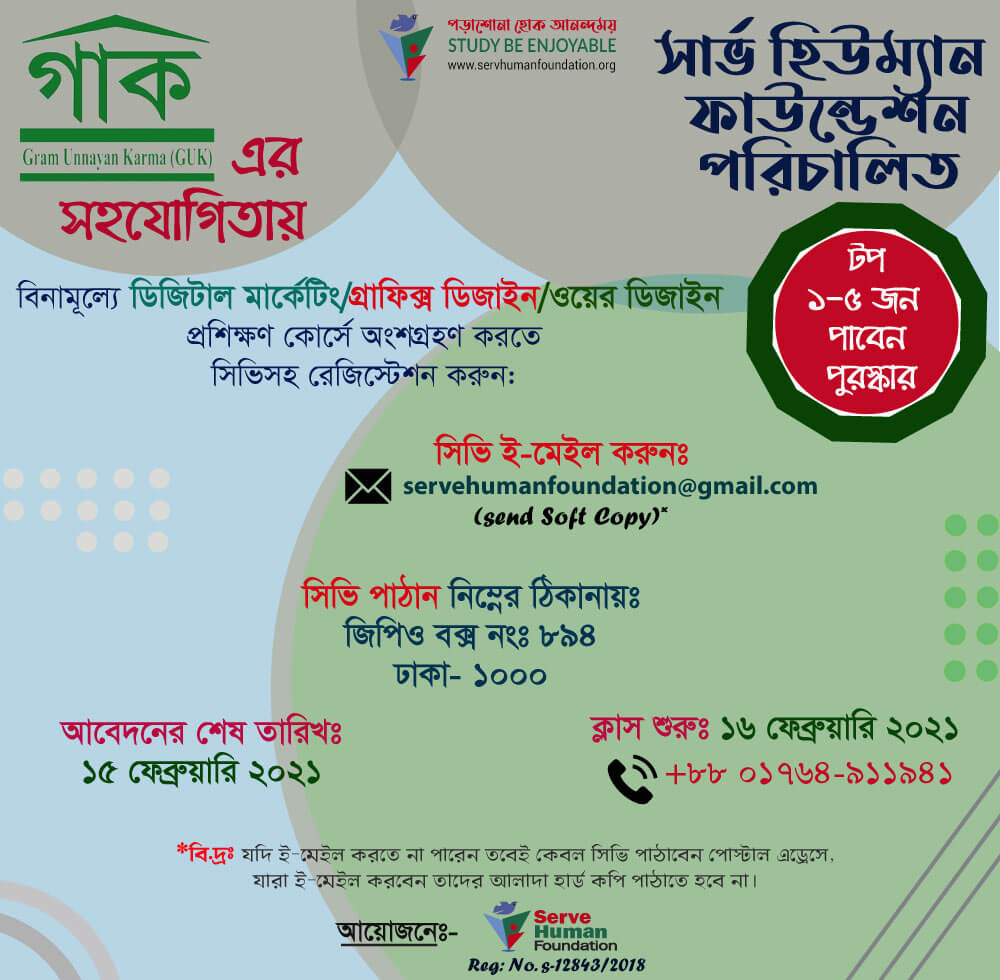 গাক
Gram Unnayan Karma (GUK)
এর
সহযোগিতায়
পড়াশোনা হোক আনন্দময়
STUDY BE ENJOYABLE
www.servhumanfoundation.org
সার্ভ হিউম্যান
ফাউন্ডেশন
পরিচালিত
বিনামূল্যে ডিজিটাল মার্কেটিং/গ্রাফিক্স ডিজাইন/ওয়ের ডিজাইন
প্রশিক্ষণ কোর্সে অংশগ্রহণ করতে
সিভিসহ রেজিস্টেশন করুন:
টপ
১-৫ জন
পাবেন
পুরস্কার
সিভি ই-মেইল করুনঃ
servehumanfoundation@gmail.com
(send Soft Copy)*
সিভি পাঠান নিম্নের ঠিকানায়ঃ
জিপিও বক্স নংঃ ৮৯৪
ঢাকা- ১০০০
আবেদনের শেষ তারিখঃ
১৫ ফেব্রুয়ারি ২০২১
ক্লাস শুরুঃ ১৬ ফেব্রুয়ারি ২০২১
+৮৮ ০১৭৬৪-৯১১৯৪১
*বি.দ্রঃ যদি ই-মেইল করতে না পারেন তবেই কেবল সিভি পাঠাবেন পোস্টাল এড্রেসে,
যারা ই-মেইল করবেন তাদের আলাদা হার্ড কপি পাঠাতে হবে না।
আয়োজনেঃ-
Serve
Human
Foundation
Reg: No. s-12843/2018